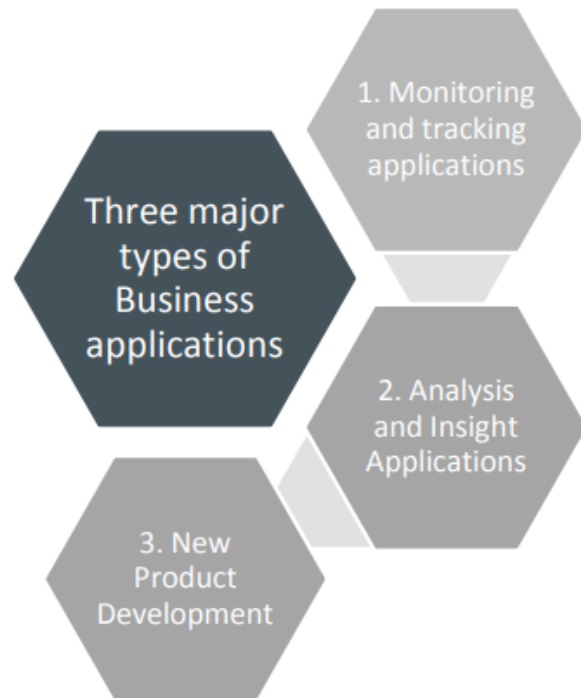 Three major
types of
Business
applications
1. Monitoring
and tracking
applications
2. Analysis
and Insight
Applications
3. New
Product
Development